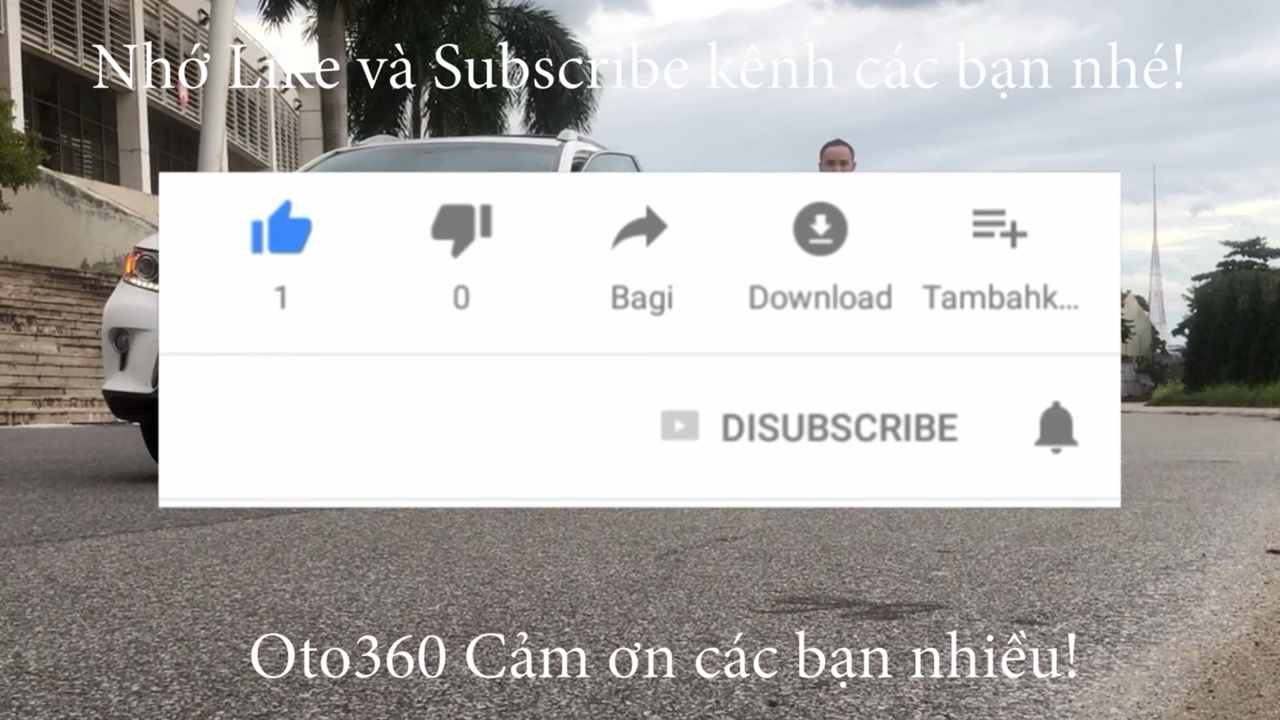 Nhớ Like và Subscribe kênh các bạn nhé!
1 0 Bagi Download Tambahk...
DISUBSCRIBE
Oto360 Cảm ơn các bạn nhiều!